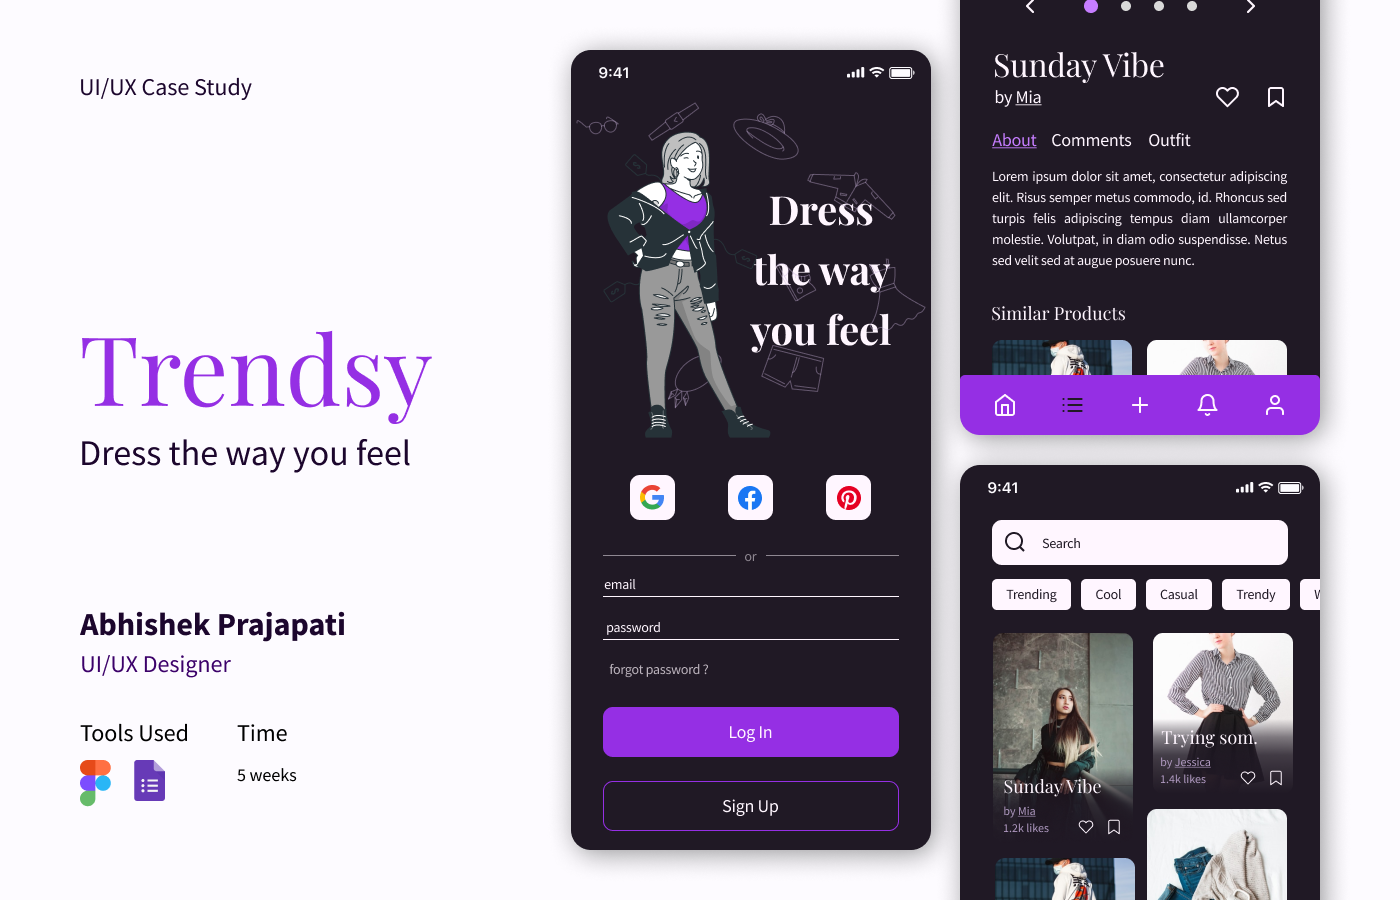 UI/UX Case Study
Trendsy
Dress the way you feel
Abhishek Prajapati
UI/UX Designer
Tools Used
Time
5 weeks
9:41
Dress
the way
you feel
or
email
password
forgot password ?
Log In
Sign Up
Sunday Vibe
by Mia
About Comments Outfit
Lorem ipsum dolor sit amet, consectetur adipiscing
elit. Risus semper metus commodo, id. Rhoncus sed
turpis felis adipiscing tempus diam ullamcorper
molestie. Volutpat, in diam odio suspendisse. Netus
sed velit sed at augue posuere nunc.
Similar Products
9:41
Search
Trending Cool Casual Trendy
Sunday Vibe
by Mia
1.2k likes
Trying som.
by Jessica
1.4k likes